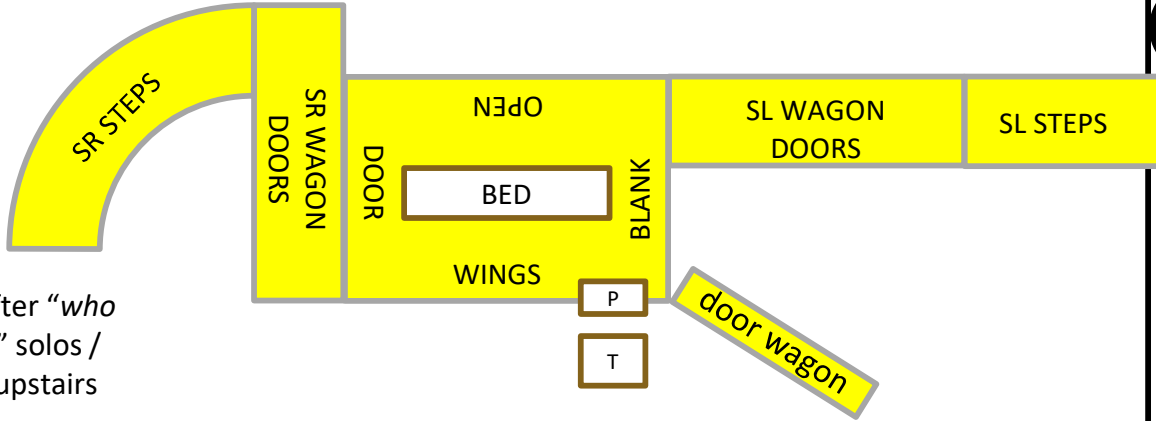 SR STEPS
SR WAGON
DOORS
OPEN
DOOR
BED
BLANK
WINGS
SL WAGON
DOORS
SL STEPS
P
T
door wagon
“who
” solos /
upstairs